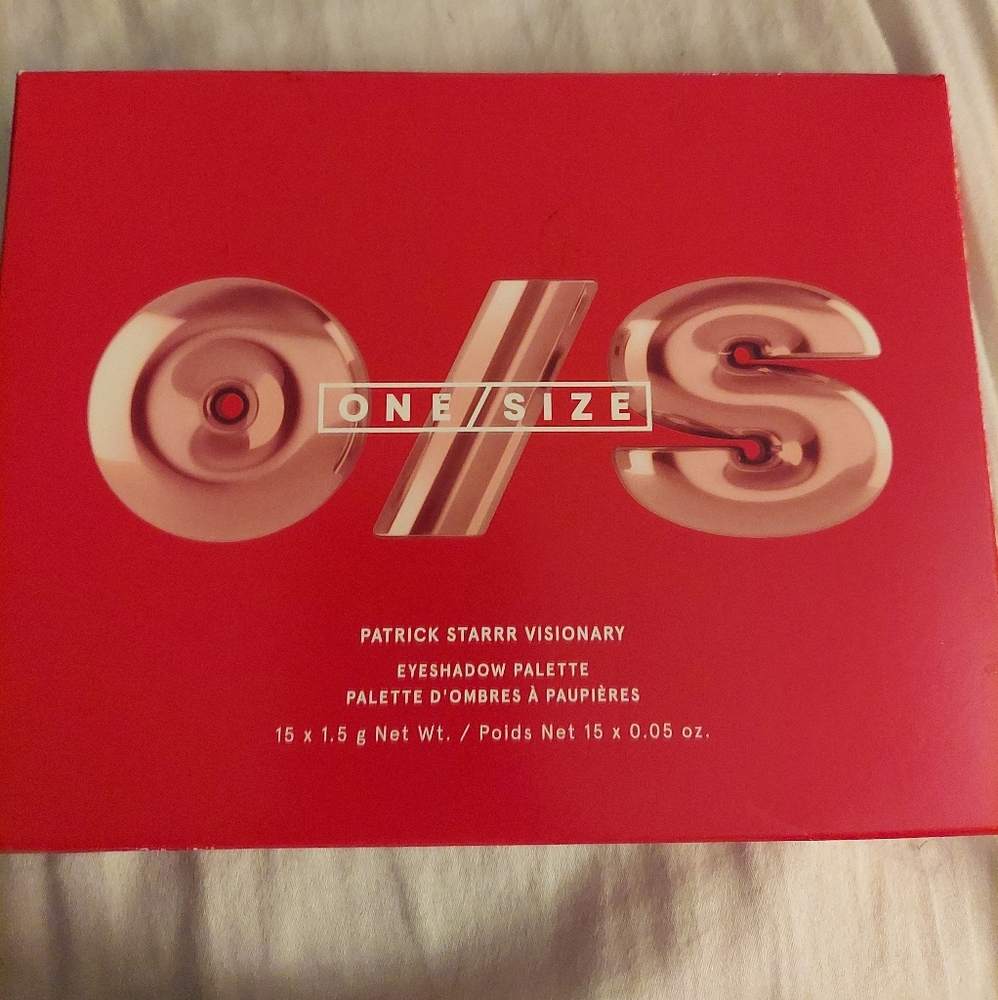 O/S
ONE/SIZE
PATRICK STARRR VISIONARY
EYESHADOW PALETTE
PALETTE D'OMBRES À PAUPIÈRES
15 x 1.5 g Net Wt. / Poids Net 15 x 0.05 oz.